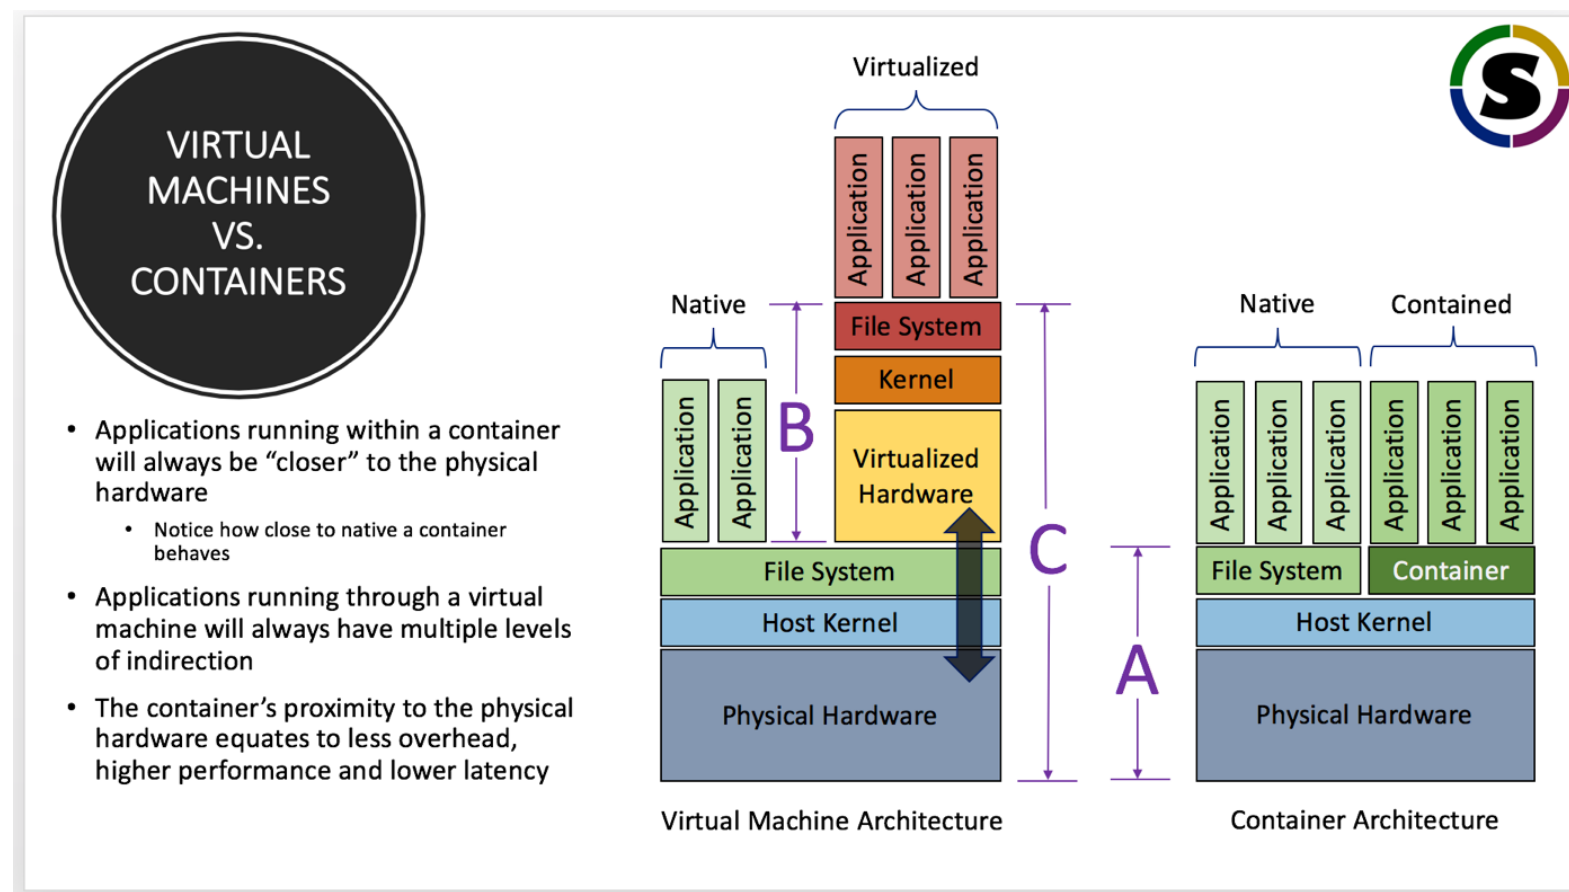 VIRTUAL
MACHINES
VS.
CONTAINERS
• Applications running within a container
will always be “closer” to the physical
hardware
• Notice how close to native a container
behaves
• Applications running through a virtual
machine will always have multiple levels
of indirection
• The container’s proximity to the physical
hardware equates to less overhead,
higher performance and lower latency
Virtualized
Application
Application
Application
Native
Application
Application
File System
Kernel
Virtualized
Hardware
B
C
File System
Host Kernel
Physical Hardware
Virtual Machine Architecture
A
Native
Contained
Application
Application
Application
Application
Application
Application
File System
Container
Host Kernel
Physical Hardware
Container Architecture
S